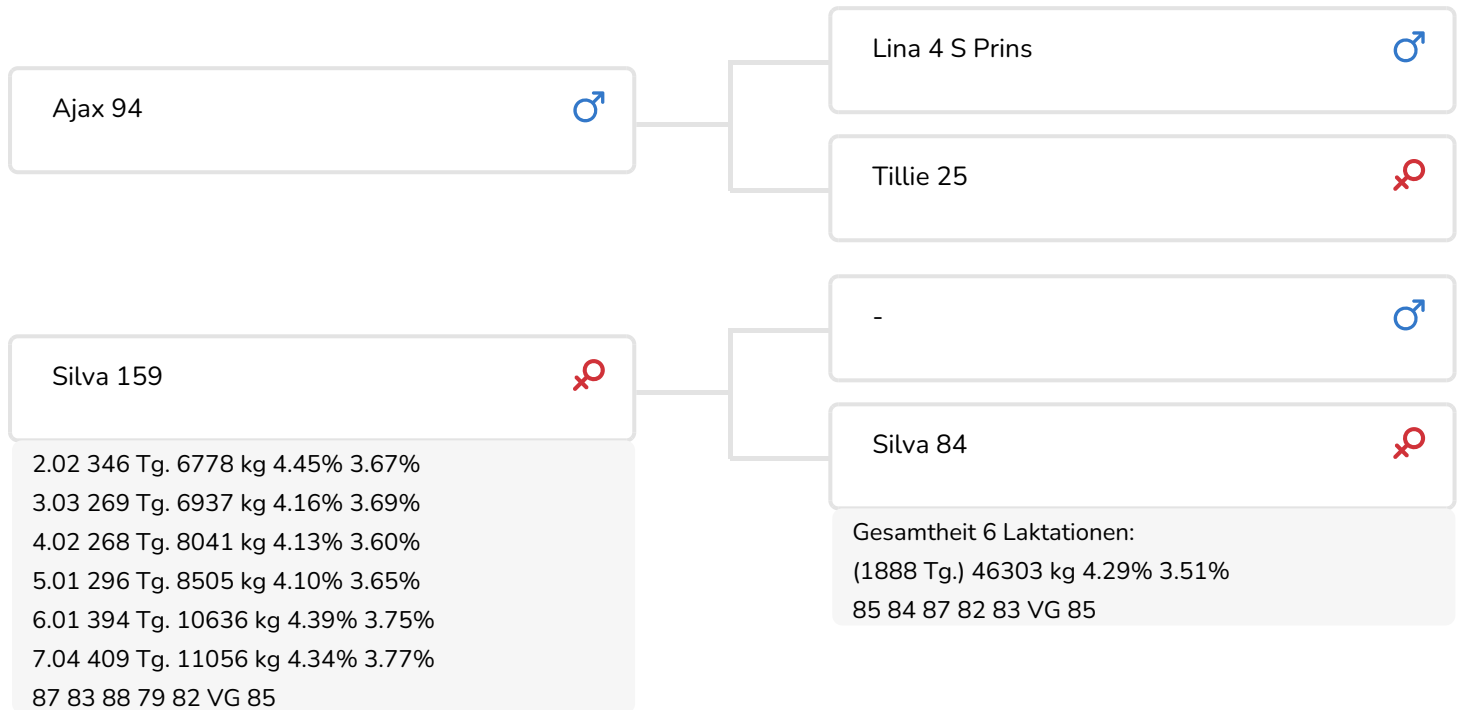 Ajax 94
Lina 4 S Prins
Tillie 25
Silva 159
2.02 346 Tg. 6778 kg 4.45% 3.67%
3.03 269 Tg. 6937 kg 4.16% 3.69%
4.02 268 Tg. 8041 kg 4.13% 3.60%
5.01 296 Tg. 8505 kg 4.10% 3.65%
6.01 394 Tg. 10636 kg 4.39% 3.75%
7.04 409 Tg. 11056 kg 4.34% 3.77%
87 83 88 79 82 VG 85
-
Silva 84
Gesamtheit 6 Laktationen:
(1888 Tg.) 46303 kg 4.29% 3.51%
85 84 87 82 83 VG 85